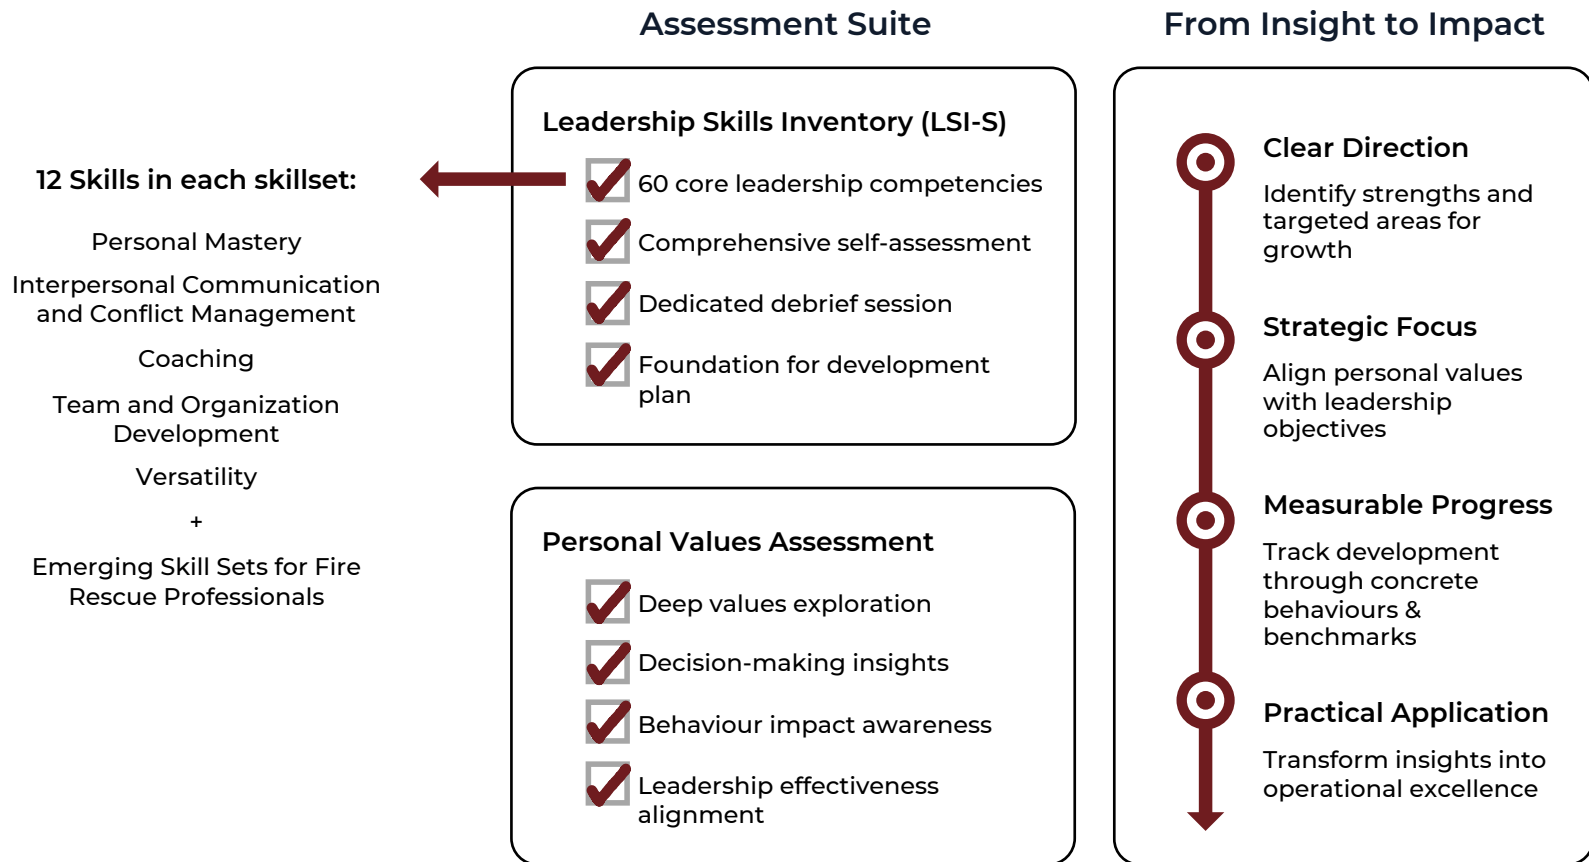 12 Skills in each skillset:
Personal Mastery
Interpersonal Communication
and Conflict Management
Coaching
Team and Organization
Development
Versatility
+
Emerging Skill Sets for Fire
Rescue Professionals
Assessment Suite
Leadership Skills Inventory (LSI-S)
60 core leadership competencies
Comprehensive self-assessment
Dedicated debrief session
Foundation for development
plan
Personal Values Assessment
Deep values exploration
Decision-making insights
Behaviour impact awareness
Leadership effectiveness
alignment
From Insight to Impact
Clear Direction
Identify strengths and
targeted areas for
growth
Strategic Focus
Align personal values
with leadership
objectives
Measurable Progress
Track development
through concrete
behaviours &
benchmarks
Practical Application
Transform insights into
operational excellence